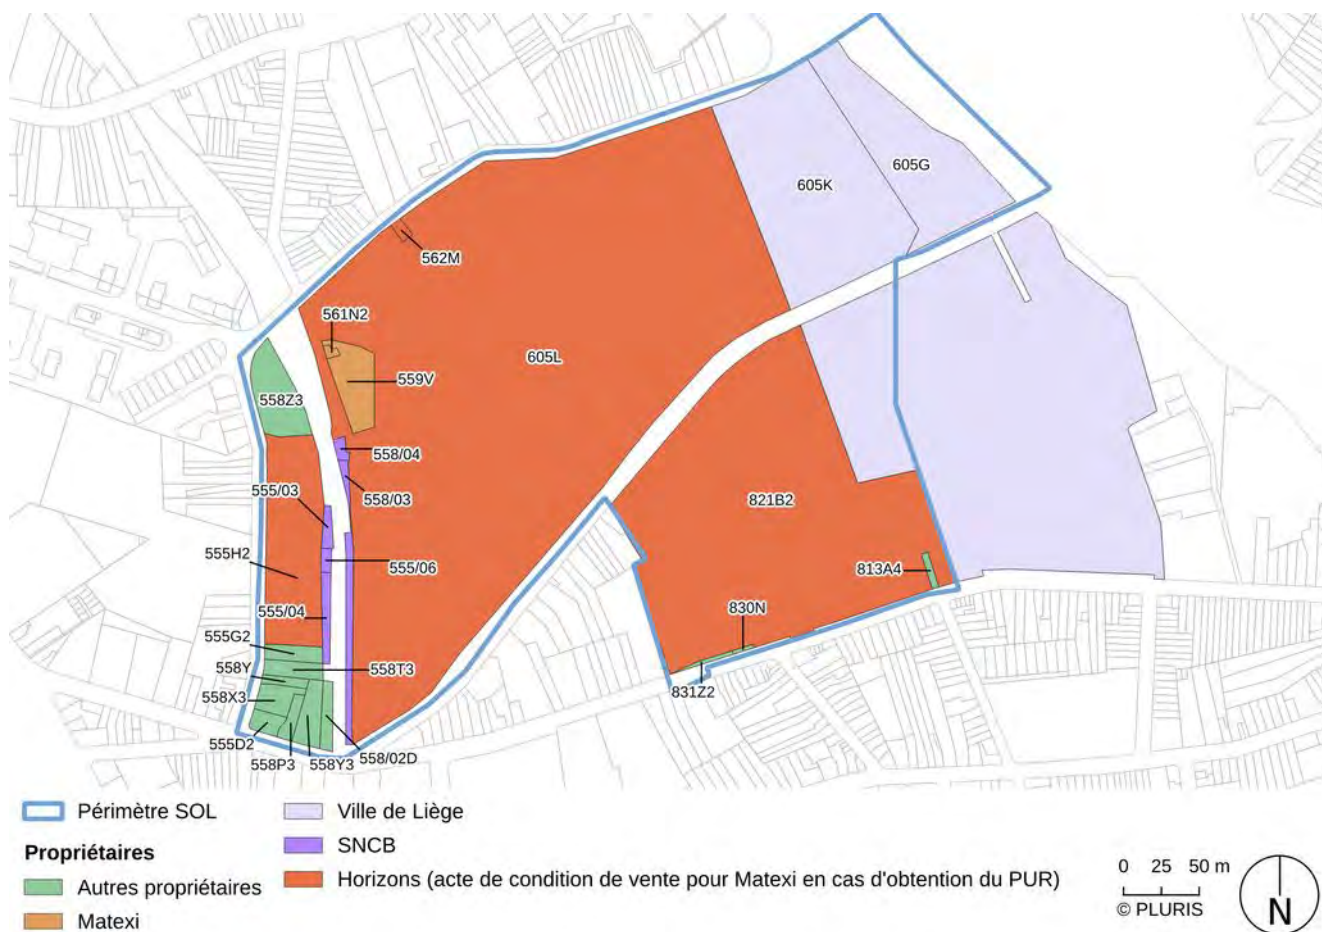 605G
605K
562M
561N2
605L
559V
558Z3
558/04
555/03
558/03
821B2
555H2
555/06
813A4
555/04
830N
555G2
558T3
558Y
558X3
831Z2
555D2
558P3
558Y3
558/02D
Périmètre SOL
Propriétaires
Autres propriétaires
Matexi
Ville de Liège
SNCB
Horizons (acte de condition de vente pour Matexi en cas d'obtention du PUR)
0 25 50 m
© PLURIS
N